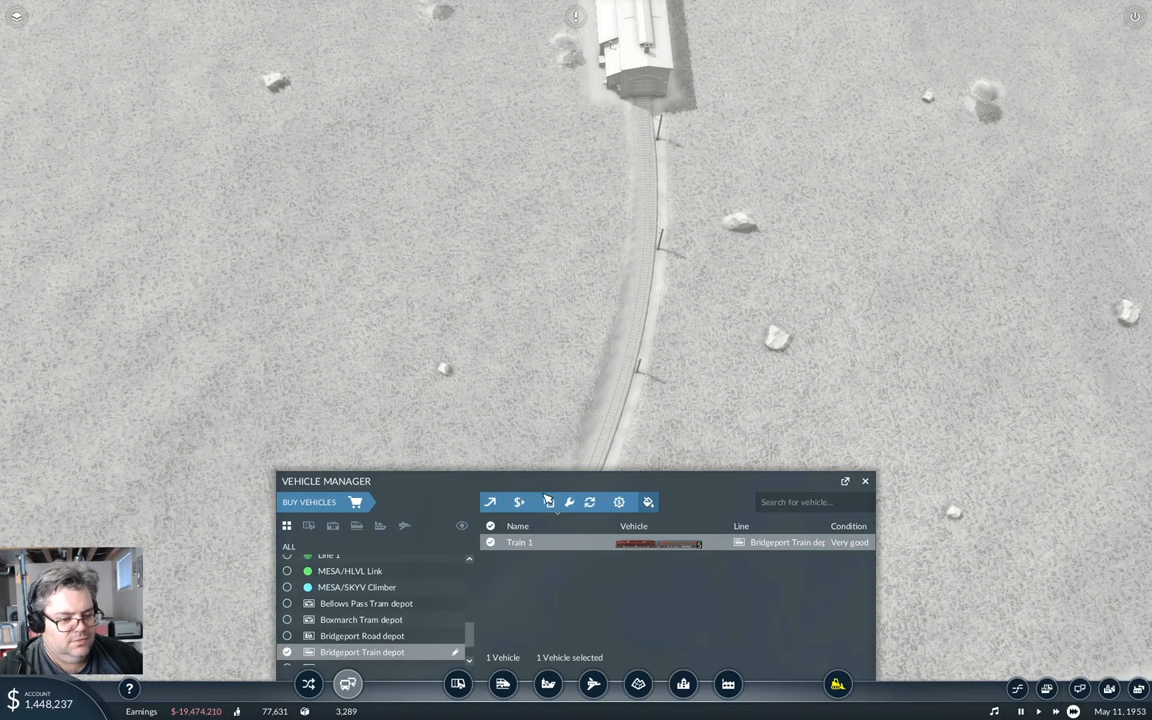 VEHICLE MANAGER
BUY VEHICLES
Search for vehicle...
Name Vehicle Line Condition
Train 1 Bridgeport Train dep Very good
ALL
Line 1
MESA/HLVL Link
MESA/SKYV Climber
Bellows Pass Tram depot
Boxmarch Tram depot
Bridgeport Road depot
Bridgeport Train depot
1 Vehicle 1 Vehicle selected
$ ACCOUNT
1,448,237
?
Earnings $-19,474,210 77,631 3,289
May 11, 1953